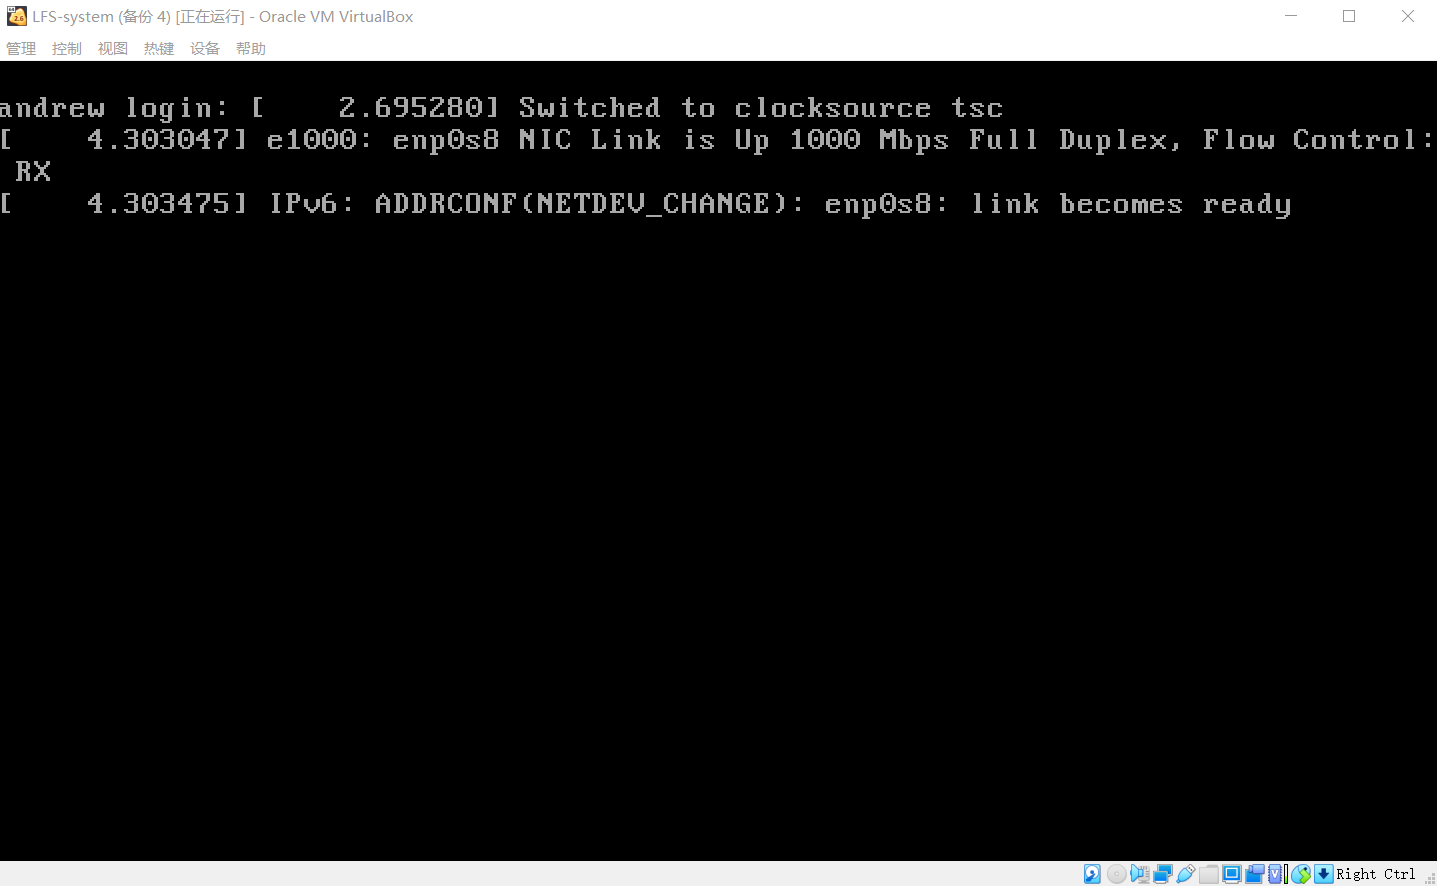 LFS-system (备份 4) [正在运行] - Oracle VM VirtualBox
管理 控制 视图 热键 设备 帮助
andrew login: [    2.695280] Switched to clocksource tsc
[    4.303047] e1000: enp0s8 NIC Link is Up 1000 Mbps Full Duplex, Flow Control:
 RX
[    4.303475] IPv6: ADDRCONF(NETDEV_CHANGE): enp0s8: link becomes ready
Right Ctrl